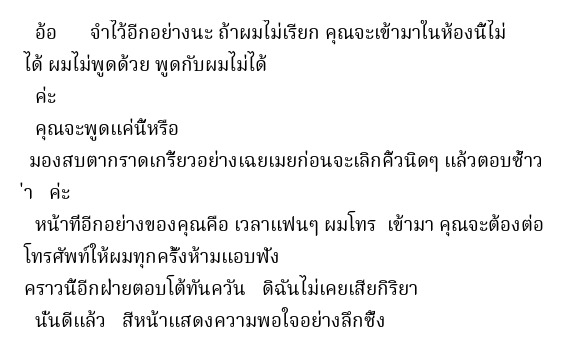 อ้อ จำไว้อีกอย่างนะ ถ้าผมไม่เรียก คุณจะเข้ามาในห้องนี้ไม่
ได้ ผมไม่พูดด้วย พูดกับผมไม่ได้
ค่ะ
คุณจะพูดแค่นี้หรือ
มองสบตากราดเกรี้ยวอย่างเฉยเมยก่อนจะเลิกคิ้วนิดๆ แล้วตอบซ้ำว
่า ค่ะ
หน้าที่อีกอย่างของคุณคือ เวลาแฟนๆ ผมโทร เข้ามา คุณจะต้องต่อ
โทรศัพท์ให้ผมทุกครั้งห้ามแอบฟัง
คราวนี้อีกฝ่ายตอบโต้ทันควัน ดิฉันไม่เคยเสียกิริยา
นั่นดีแล้ว สีหน้าแสดงความพอใจอย่างลึกซึ้ง